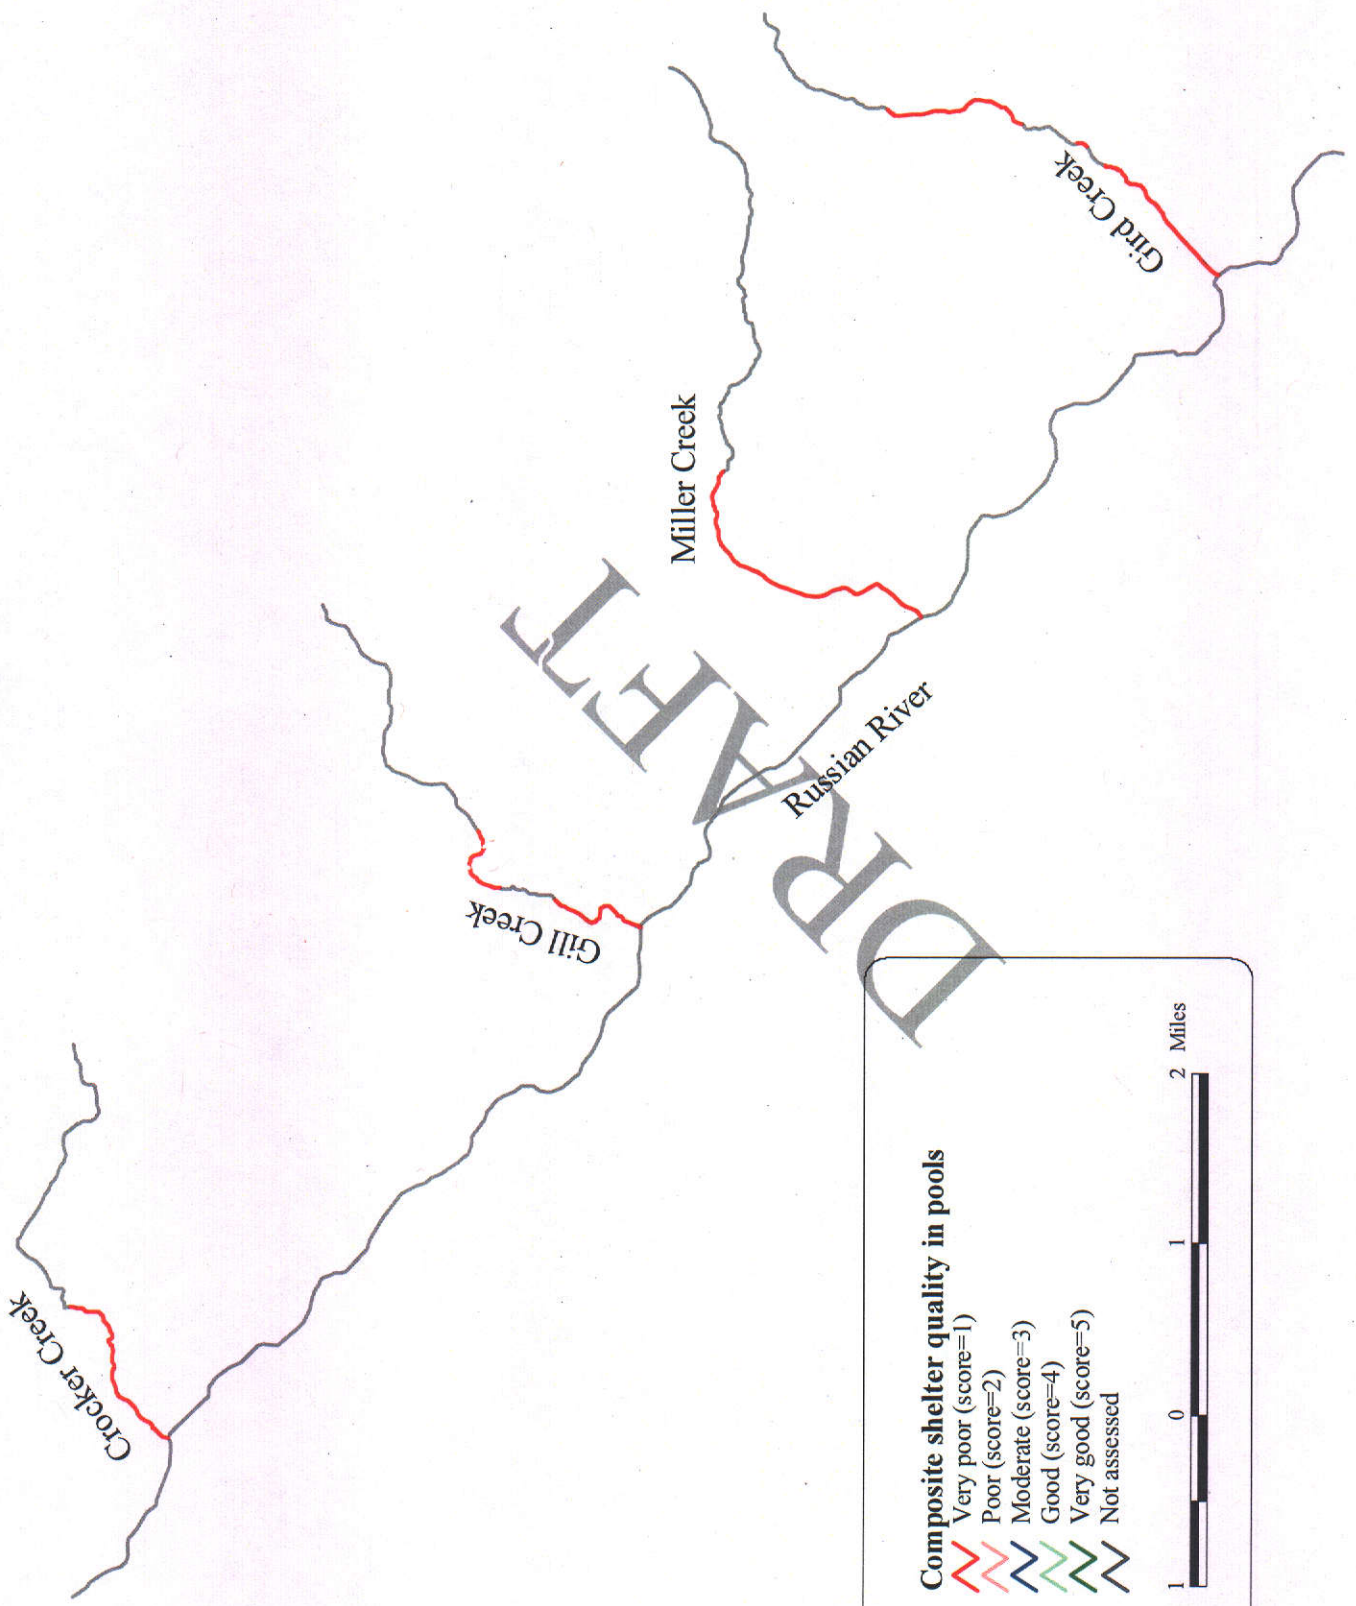 Crocker Creek
Gill Creek
Miller Creek
Gird Creek
Russian River
DRAFT
Composite shelter quality in pools
Very poor (score=1)
Poor (score=2)
Moderate (score=3)
Good (score=4)
Very good (score=5)
Not assessed
1 0 1 2 Miles